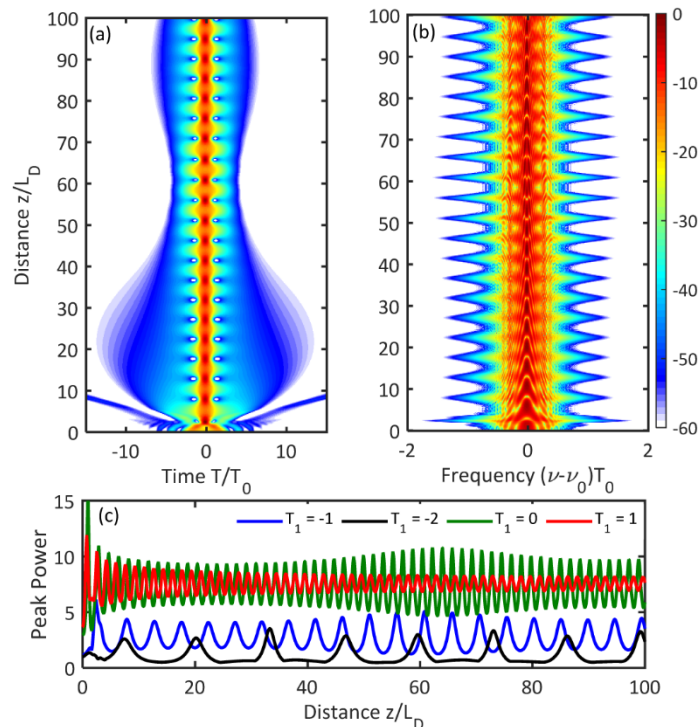 (a)
100
90
80
70
60
50
40
30
20
10
0
Distance z/L_D
-10 0 10
Time T/T_0
(b)
100
90
80
70
60
50
40
30
20
10
0
-2 0 2
Frequency (ν-ν_0)T_0
0
-10
-20
-30
-40
-50
-60
(c)
T_1 = -1 T_1 = -2 T_1 = 0 T_1 = 1
15
10
5
0
Peak Power
0 20 40 60 80 100
Distance z/L_D